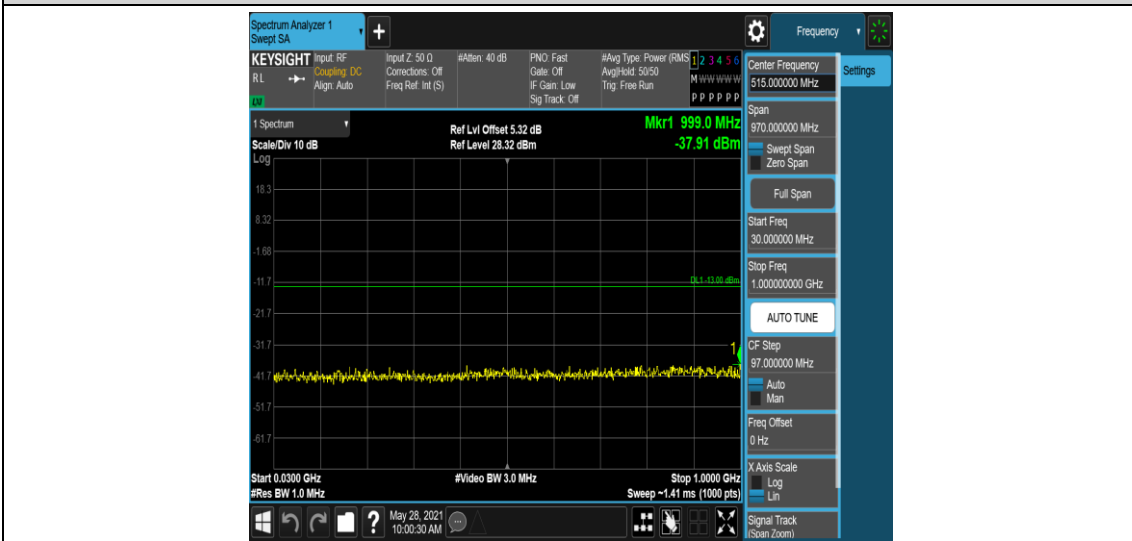 Spectrum Analyzer 1
Swept SA
+
Frequency
KEYSIGHT
RL
LXI
Input: RF
Coupling: DC
Align: Auto
Input Z: 50 Ω
Corrections: Off
Freq Ref: Int (S)
#Atten: 40 dB
PNO: Fast
Gate: Off
IF Gain: Low
Sig Track: Off
#Avg Type: Power (RMS
Avg|Hold: 50/50
Trig: Free Run
1 2 3 4 5 6
M W W W W W
P P P P P P
1 Spectrum
Scale/Div 10 dB
Ref Lvl Offset 5.32 dB
Ref Level 28.32 dBm
Mkr1 999.0 MHz
-37.91 dBm
Log
18.3
8.32
-1.68
-11.7
-21.7
-31.7
-41.7
-51.7
-61.7
DL1 -13.00 dBm
1
Start 0.0300 GHz
#Res BW 1.0 MHz
#Video BW 3.0 MHz
Stop 1.0000 GHz
Sweep ~1.41 ms (1000 pts)
?
May 28, 2021
10:00:30 AM
Center Frequency
515.000000 MHz
Settings
Span
970.000000 MHz
Swept Span
Zero Span
Full Span
Start Freq
30.000000 MHz
Stop Freq
1.000000000 GHz
AUTO TUNE
CF Step
97.000000 MHz
Auto
Man
Freq Offset
0 Hz
X Axis Scale
Log
Lin
Signal Track
(Span Zoom)